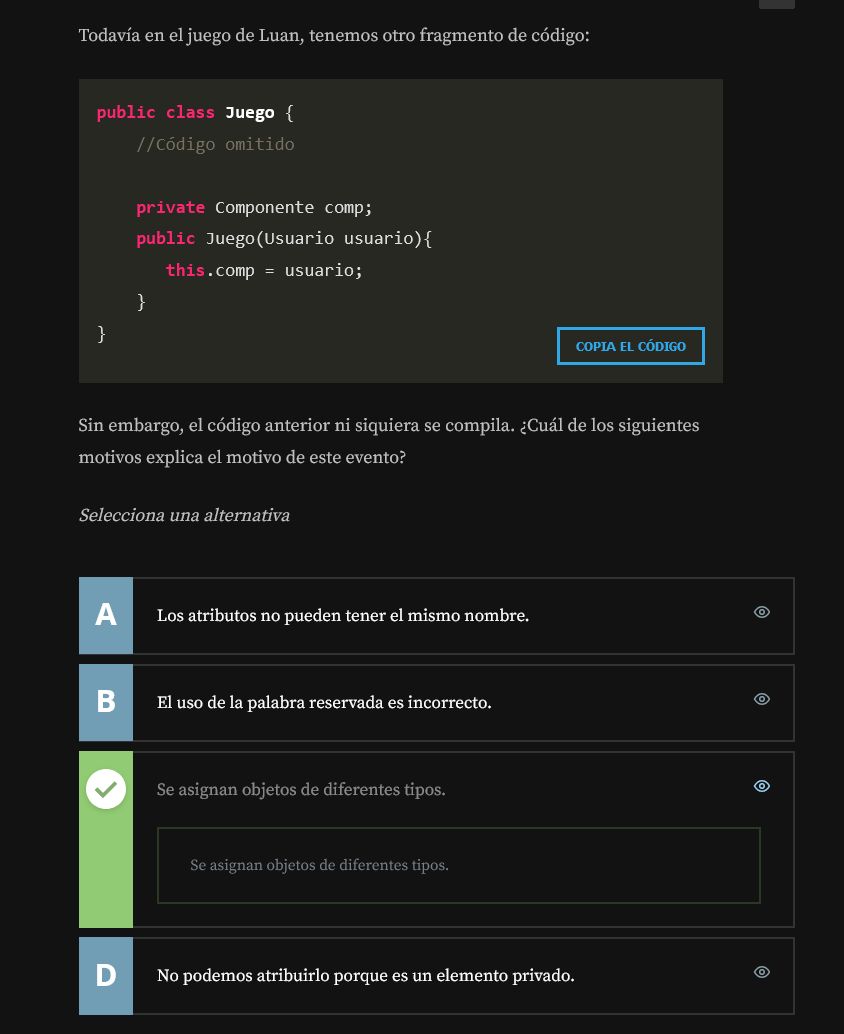 Todavía en el juego de Luan, tenemos otro fragmento de código:
public class Juego {
//Código omitido
private Componente comp;
public Juego(Usuario usuario){
this.comp = usuario;
}
}
COPIA EL CÓDIGO
Sin embargo, el código anterior ni siquiera se compila. ¿Cuál de los siguientes
motivos explica el motivo de este evento?
Selecciona una alternativa
A Los atributos no pueden tener el mismo nombre.
B El uso de la palabra reservada es incorrecto.
Se asignan objetos de diferentes tipos.
Se asignan objetos de diferentes tipos.
D No podemos atribuirlo porque es un elemento privado.